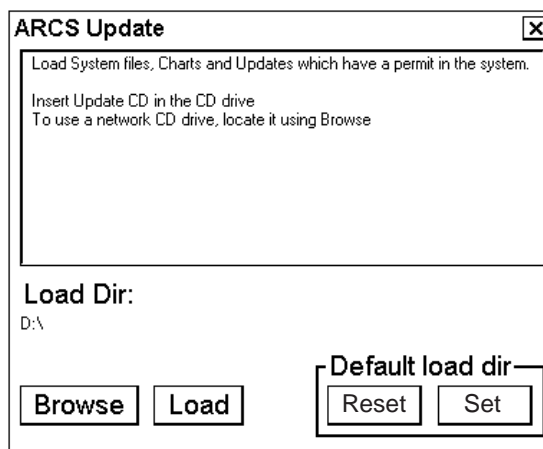 ARCS Update
Load System files, Charts and Updates which have a permit in the system.
Insert Update CD in the CD drive
To use a network CD drive, locate it using Browse
Load Dir:
D:\
Default load dir
Browse Load Reset Set